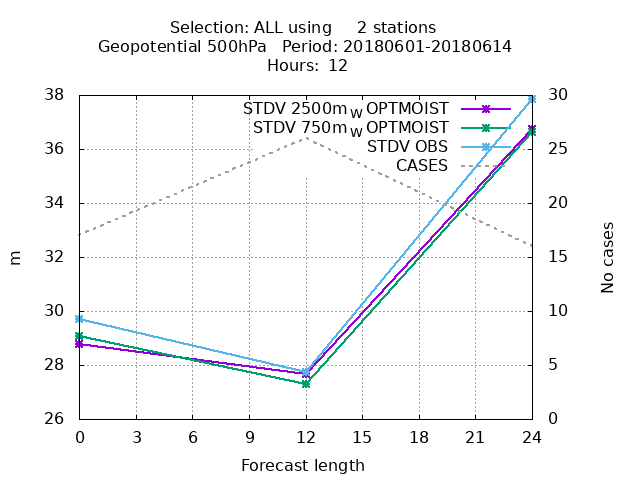 Selection: ALL using     2 stations
Geopotential 500hPa   Period: 20180601-20180614
Hours:  12
38
30
STDV 2500m_W OPTMOIST
STDV 750m_W OPTMOIST
STDV OBS
CASES
36
25
34
20
32
15
m
No cases
30
10
28
5
26
0
0 3 6 9 12 15 18 21 24
Forecast length